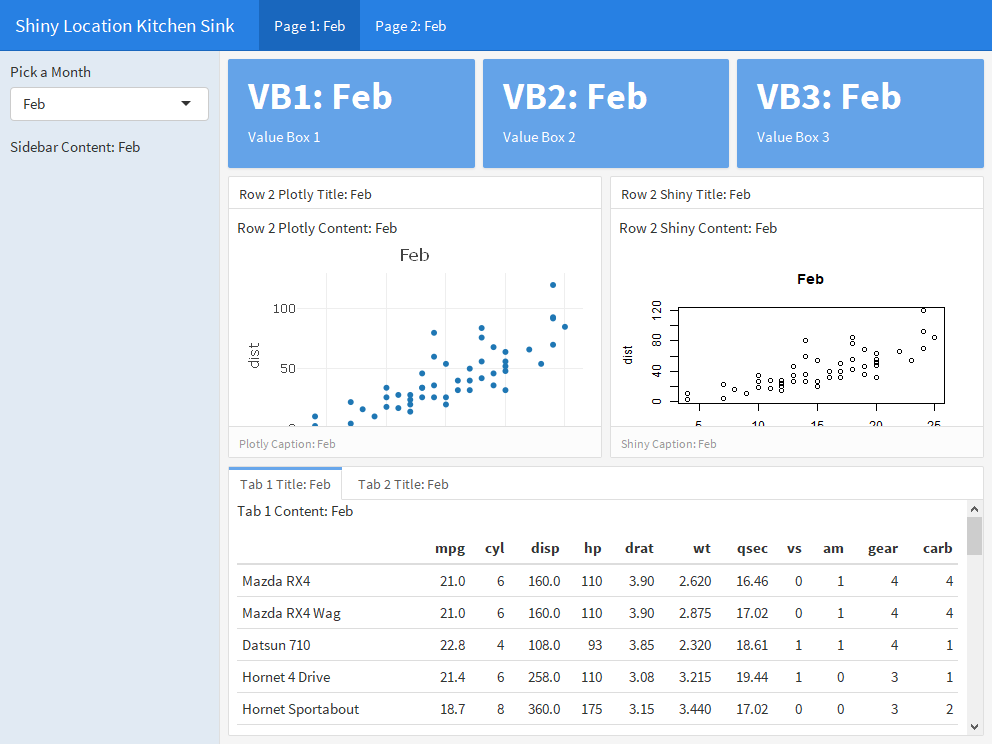 Shiny Location Kitchen Sink Page 1: Feb Page 2: Feb
Pick a Month
Feb
Sidebar Content: Feb
VB1: Feb
Value Box 1
VB2: Feb
Value Box 2
VB3: Feb
Value Box 3
Row 2 Plotly Title: Feb
Row 2 Plotly Content: Feb
Feb
100
dist
50
0
Plotly Caption: Feb
Row 2 Shiny Title: Feb
Row 2 Shiny Content: Feb
Feb
120
80
dist
40
0
5 10 15 20 25
Shiny Caption: Feb
Tab 1 Title: Feb Tab 2 Title: Feb
Tab 1 Content: Feb
mpg cyl disp hp drat wt qsec vs am gear carb
Mazda RX4 21.0 6 160.0 110 3.90 2.620 16.46 0 1 4 4
Mazda RX4 Wag 21.0 6 160.0 110 3.90 2.875 17.02 0 1 4 4
Datsun 710 22.8 4 108.0 93 3.85 2.320 18.61 1 1 4 1
Hornet 4 Drive 21.4 6 258.0 110 3.08 3.215 19.44 1 0 3 1
Hornet Sportabout 18.7 8 360.0 175 3.15 3.440 17.02 0 0 3 2